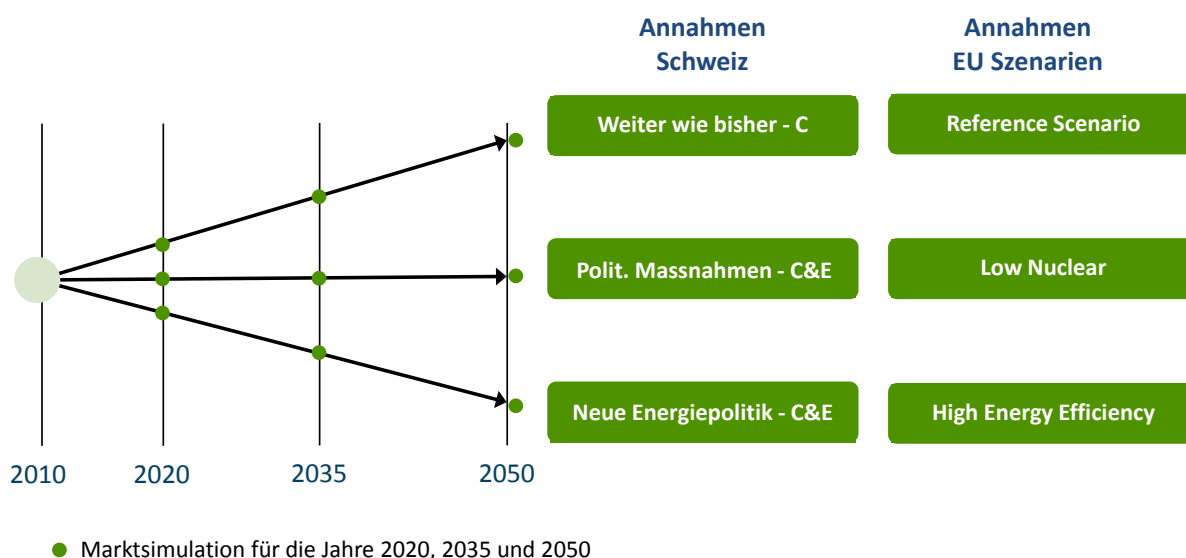 Annahmen
Schweiz
Annahmen
EU Szenarien
Weiter wie bisher - C
Reference Scenario
Polit. Massnahmen - C&E
Low Nuclear
Neue Energiepolitik - C&E
High Energy Efficiency
2010
2020
2035
2050
Marktsimulation für die Jahre 2020, 2035 und 2050